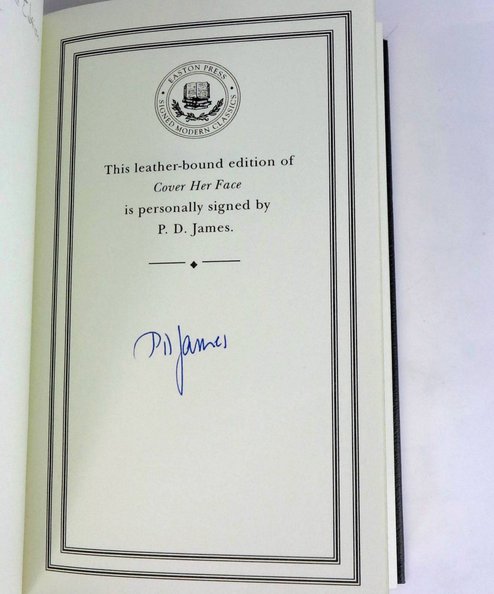 EASTON PRESS
SIGNED MODERN CLASSICS
This leather-bound edition of
Cover Her Face
is personally signed by
P. D. James.
PD James